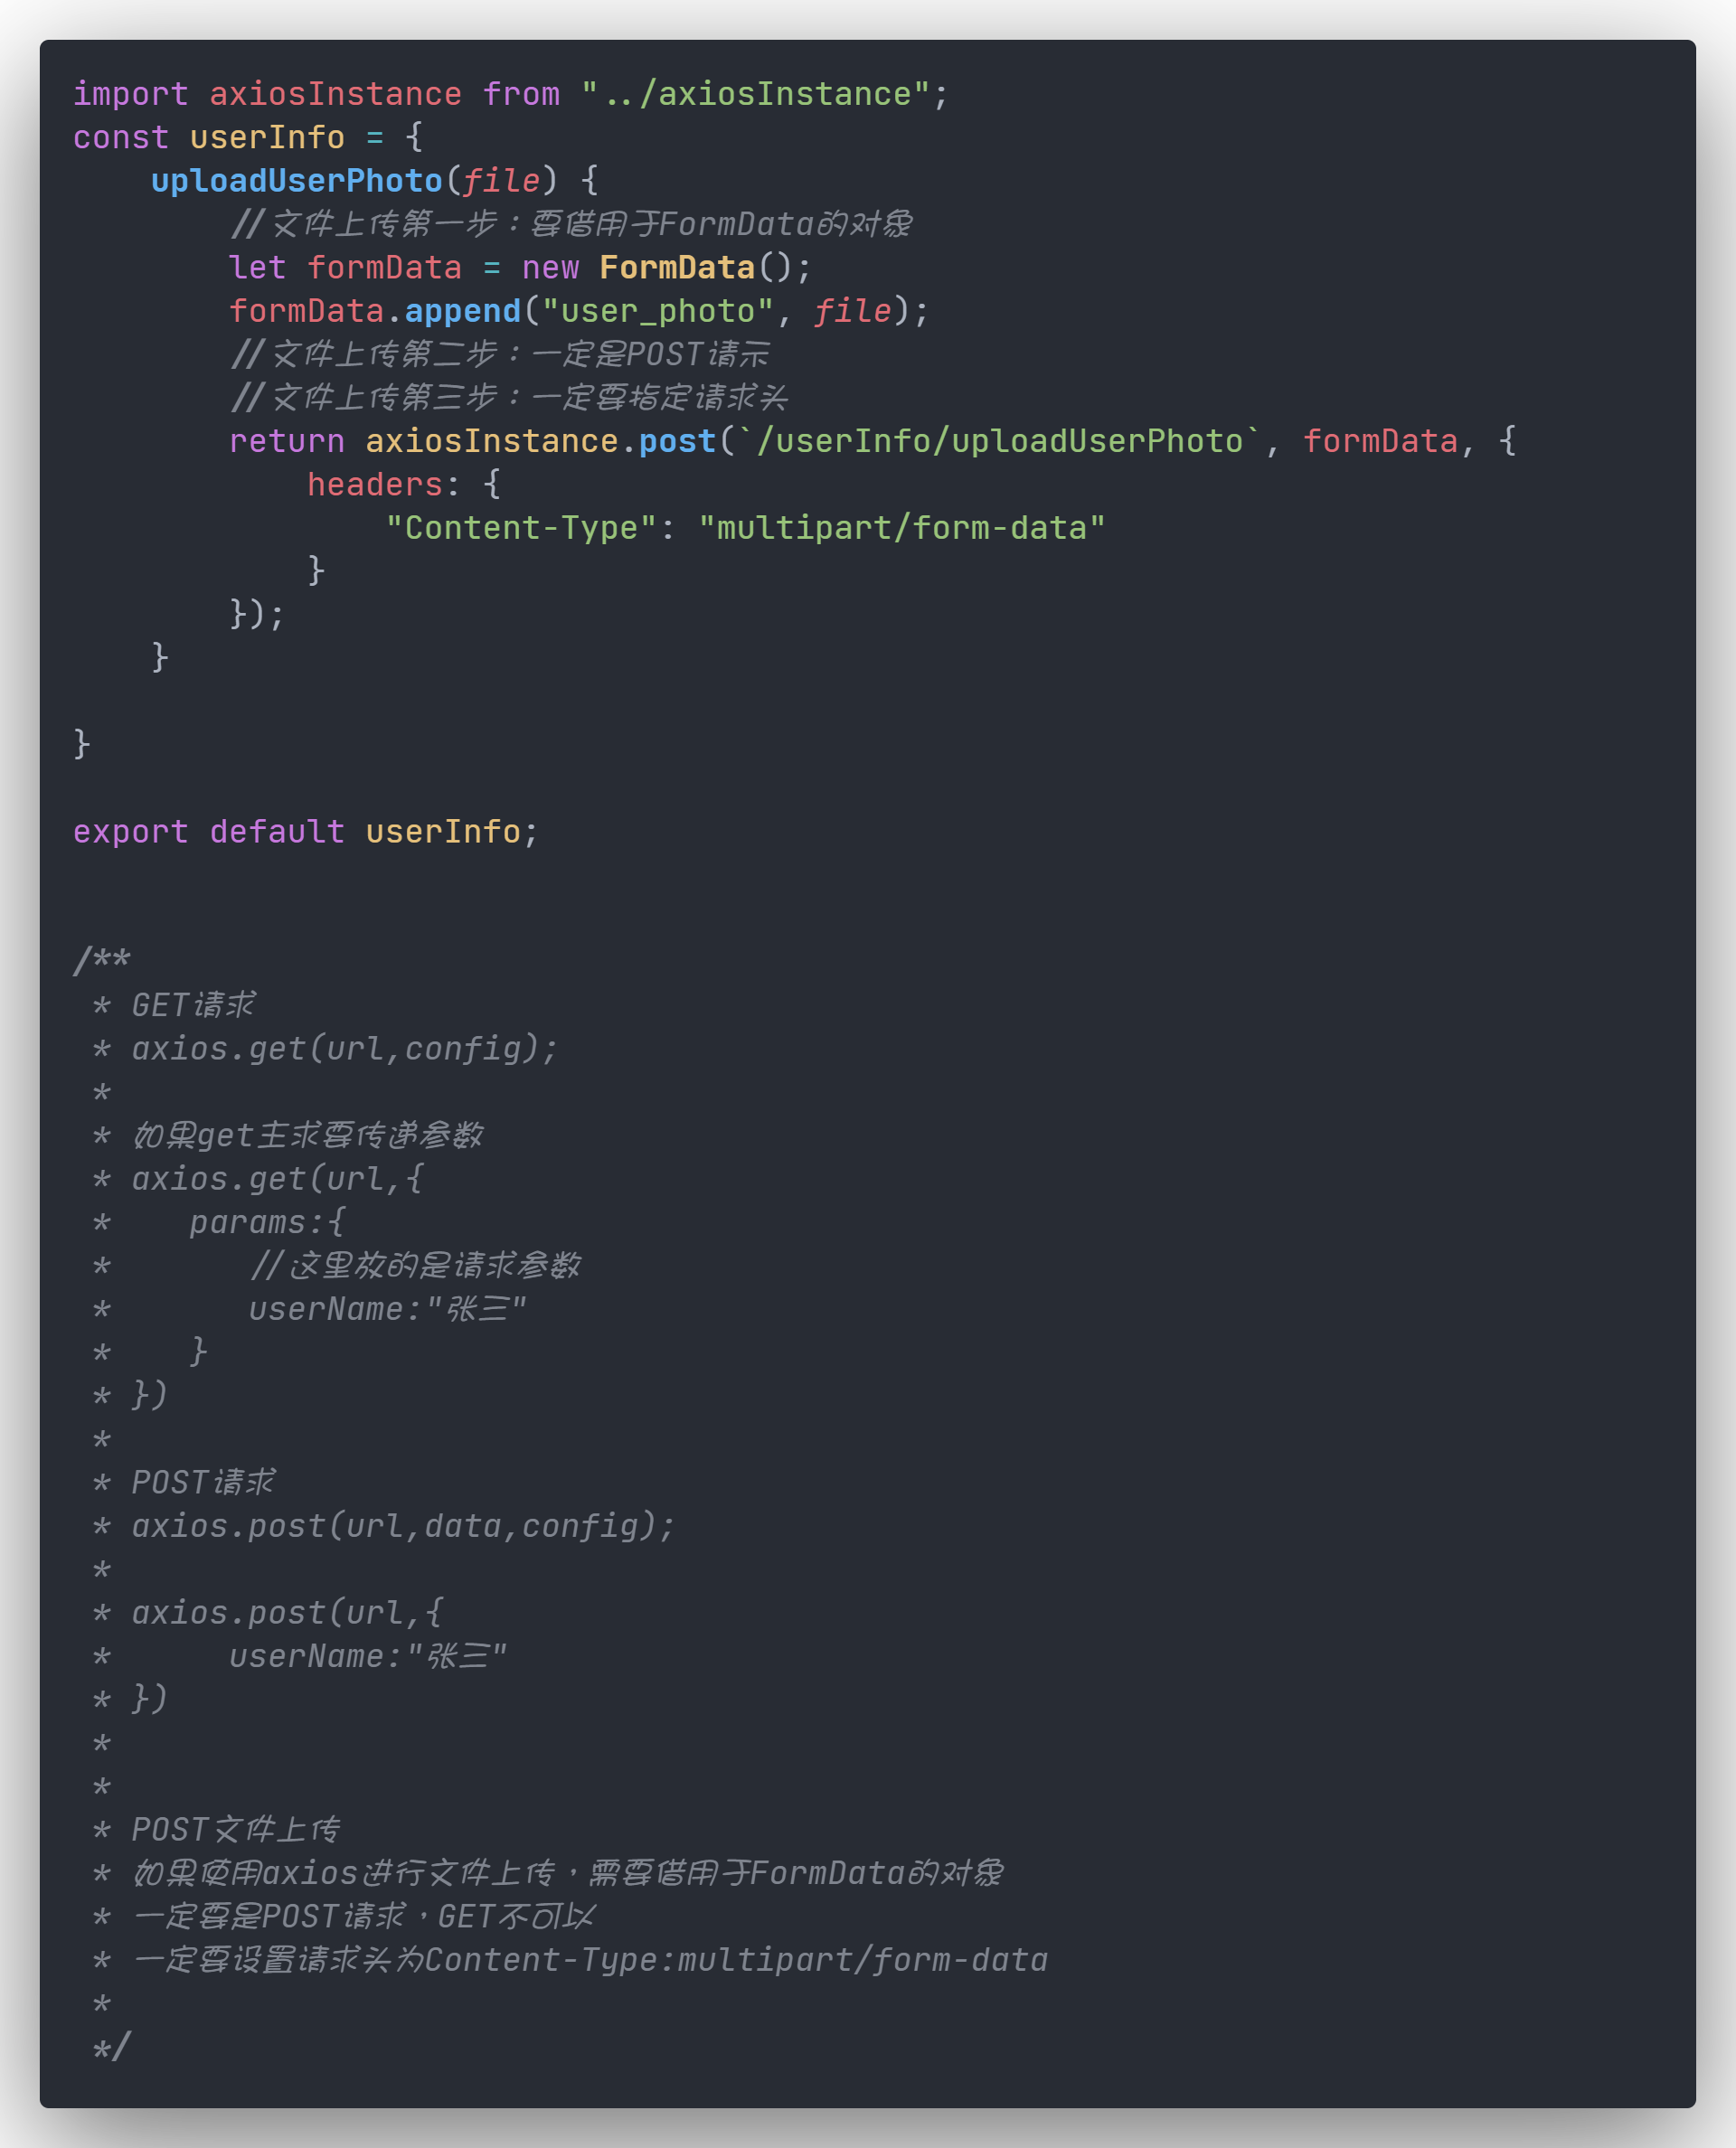 import axiosInstance from "../axiosInstance";
const userInfo = {
    uploadUserPhoto(file) {
        //文件上传第一步：要借用于FormData的对象
        let formData = new FormData();
        formData.append("user_photo", file);
        //文件上传第二步：一定是POST请示
        //文件上传第三步：一定要指定请求头
        return axiosInstance.post(`/userInfo/uploadUserPhoto`, formData, {
            headers: {
                "Content-Type": "multipart/form-data"
            }
        });
    }

}

export default userInfo;


/**
 * GET请求
 * axios.get(url,config);
 *
 * 如果get主求要传递参数
 * axios.get(url,{
 *    params:{
 *       //这里放的是请求参数
 *       userName:"张三"
 *    }
 * })
 *
 * POST请求
 * axios.post(url,data,config);
 *
 * axios.post(url,{
 *      userName:"张三"
 * })
 *
 *
 * POST文件上传
 * 如果使用axios进行文件上传，需要借用于FormData的对象
 * 一定要是POST请求，GET不可以
 * 一定要设置请求头为Content-Type:multipart/form-data
 *
 */